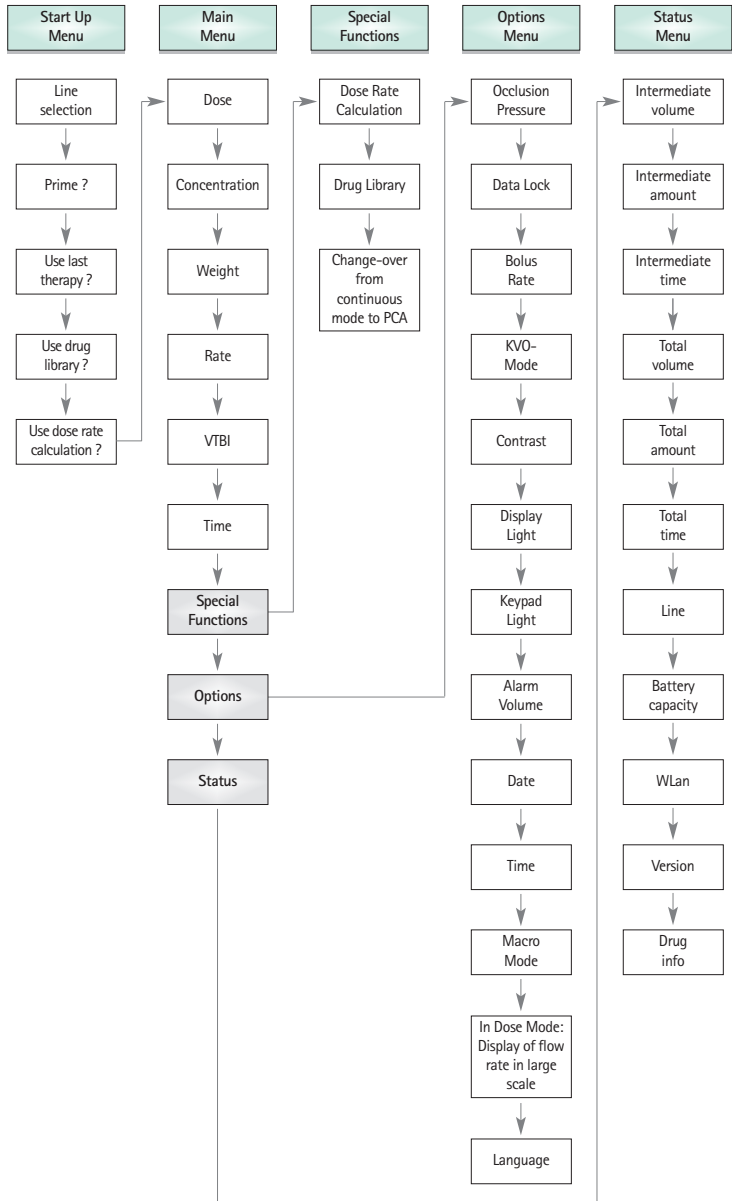 Start Up
Menu
Main
Menu
Special
Functions
Options
Menu
Status
Menu
Line
selection
Prime ?
Use last
therapy ?
Use drug
library ?
Use dose rate
calculation ?
Dose
Concentration
Weight
Rate
VTBI
Time
Special
Functions
Options
Status
Dose Rate
Calculation
Drug Library
Change-over
from
continuous
mode to PCA
Occlusion
Pressure
Data Lock
Bolus
Rate
KVO-
Mode
Contrast
Display
Light
Keypad
Light
Alarm
Volume
Date
Time
Macro
Mode
In Dose Mode:
Display of flow
rate in large
scale
Language
Intermediate
volume
Intermediate
amount
Intermediate
time
Total
volume
Total
amount
Total
time
Line
Battery
capacity
WLan
Version
Drug
info